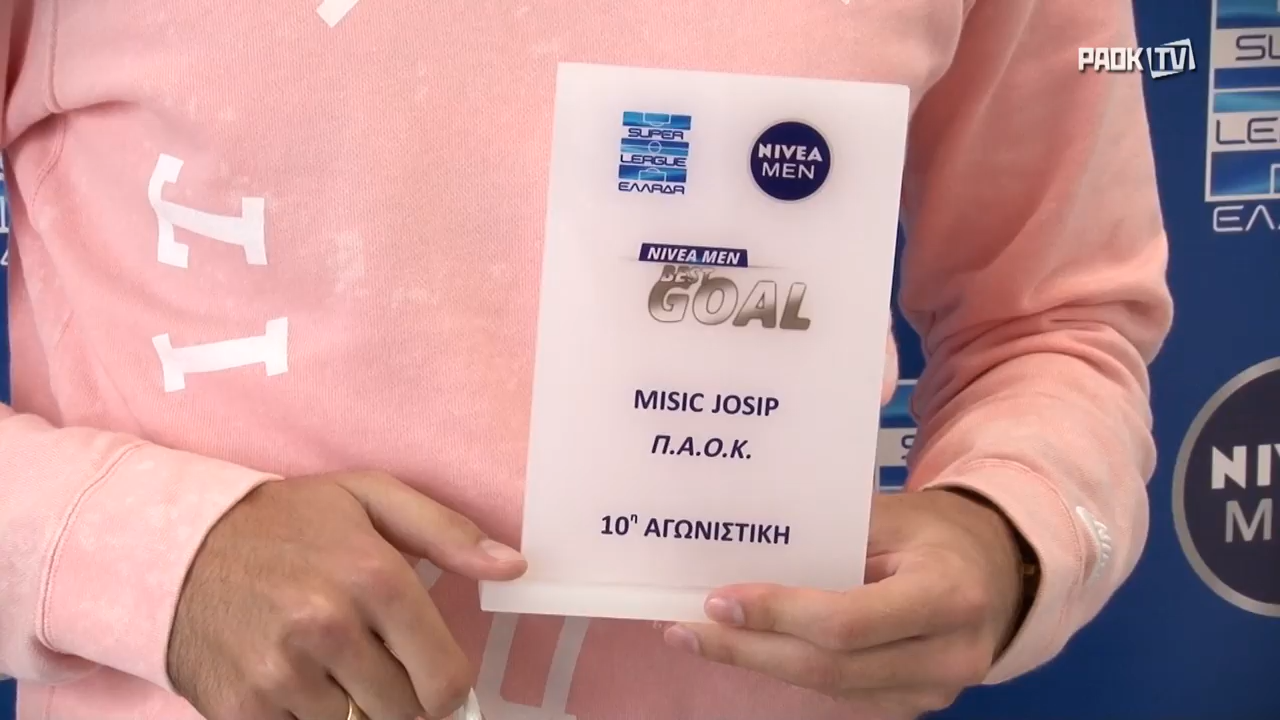 PAOK TV
SUPER
LEAGUE
ΕΛΛΑΔΑ
NIVEA
MEN
NIVEA MEN
BEST
GOAL
MISIC JOSIP
Π.Α.Ο.Κ.
10η ΑΓΩΝΙΣΤΙΚΗ